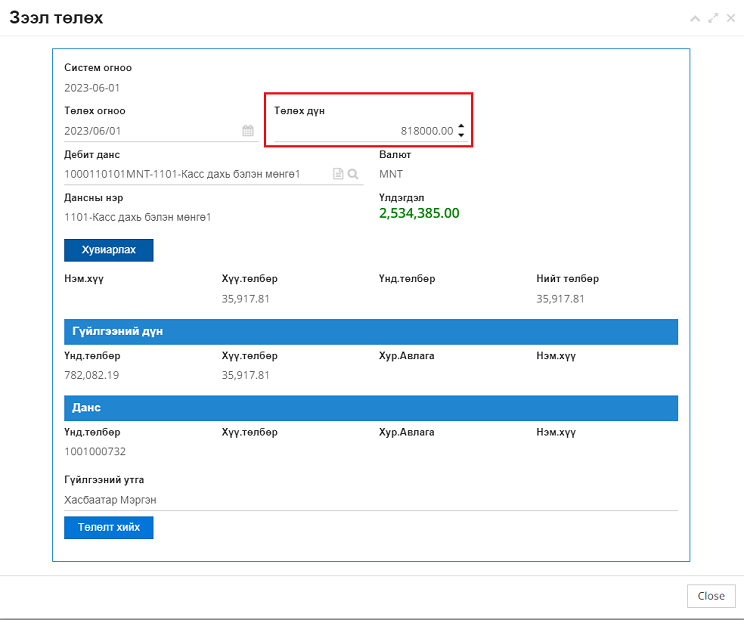 Зээл төлөх
Систем огноо
2023-06-01
Төлөх огноо Төлөх дүн
2023/06/01 818000.00
Дебит данс Валют
1000110101MNT-1101-Касс дахь бэлэн мөнгө1 MNT
Дансны нэр Үлдэгдэл
1101-Касс дахь бэлэн мөнгө1 2,534,385.00
Хувиарлах
Нэм.хүү Хүү.төлбөр Үнд.төлбөр Нийт төлбөр
35,917.81 35,917.81
Гүйлгээний дүн
Үнд.төлбөр Хүү.төлбөр Хур.Авлага Нэм.хүү
782,082.19 35,917.81
Данс
Үнд.төлбөр Хүү.төлбөр Хур.Авлага Нэм.хүү
1001000732
Гүйлгээний утга
Хасбаатар Мэргэн
Төлөлт хийх
Close